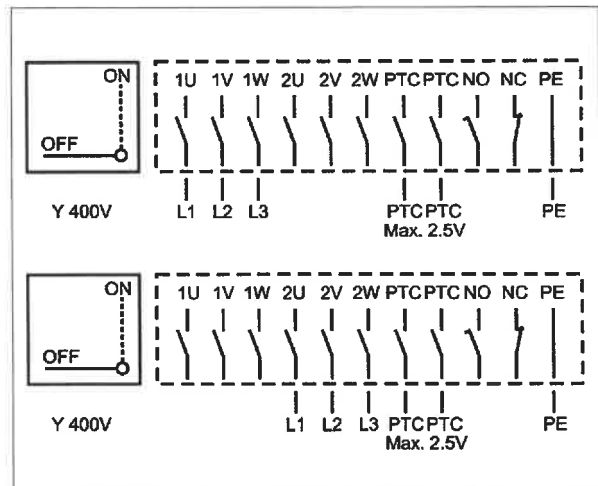 ON 1U 1V 1W 2U 2V 2W PTC PTC NO NC PE
OFF
Y 400V L1 L2 L3 PTC PTC PE
Max. 2.5V
ON 1U 1V 1W 2U 2V 2W PTC PTC NO NC PE
OFF
Y 400V L1 L2 L3 PTC PTC PE
Max. 2.5V